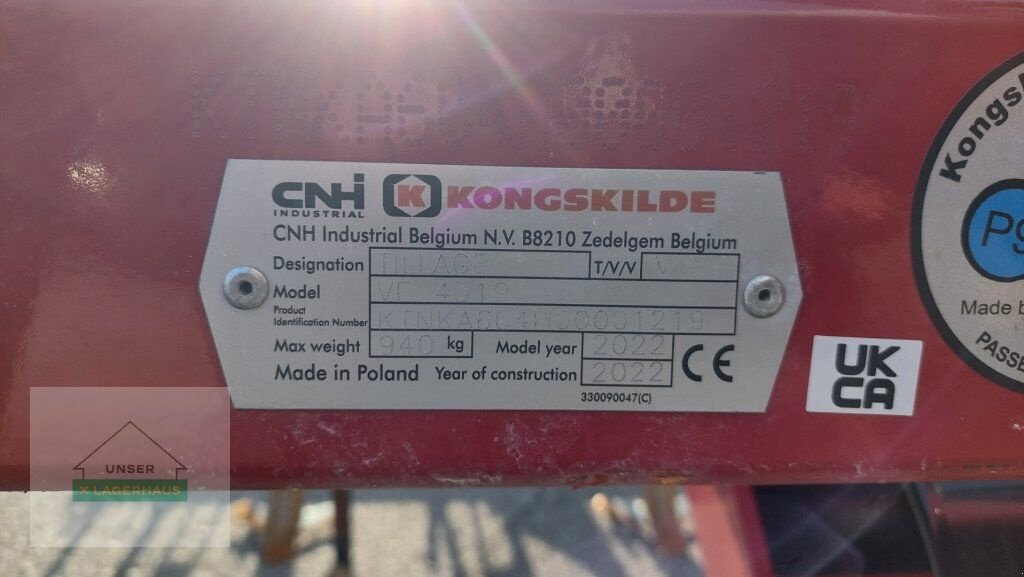 CNH
INDUSTRIAL
K KONGSKILDE
CNH Industrial Belgium N.V. B8210 Zedelgem Belgium
Designation TILLAGE T/V/V
Model VF 4319
Product
Identification Number
Max weight 940 kg Model year 2022
Made in Poland Year of construction 2022 CE
330090047(C)
UK
CA
Made
UNSER
X LAGERHAUS